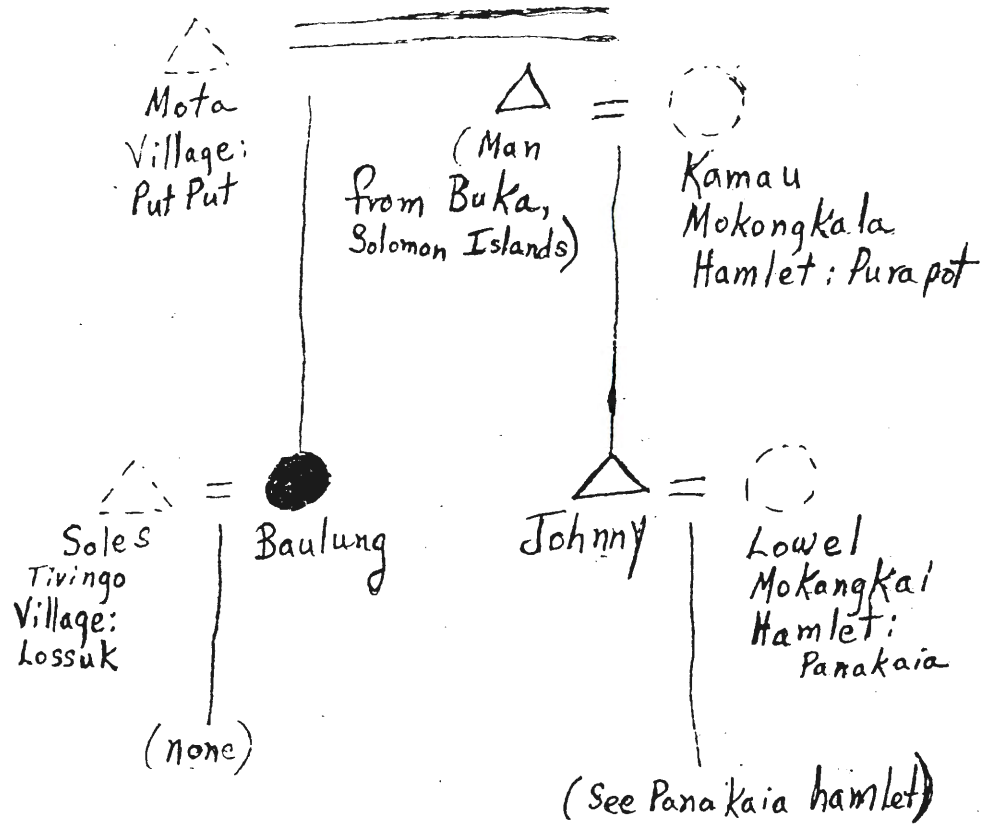 Mota
Village:
Put Put
(Man
from Buka,
Solomon Islands)
Kamau
Mokongkala
Hamlet: Purapot
Soles
Tivingo
Village:
Lossuk
Baulung
Johnny
Lowel
Mokangkai
Hamlet:
Panakaia
(none)
(See Panakaia hamlet)